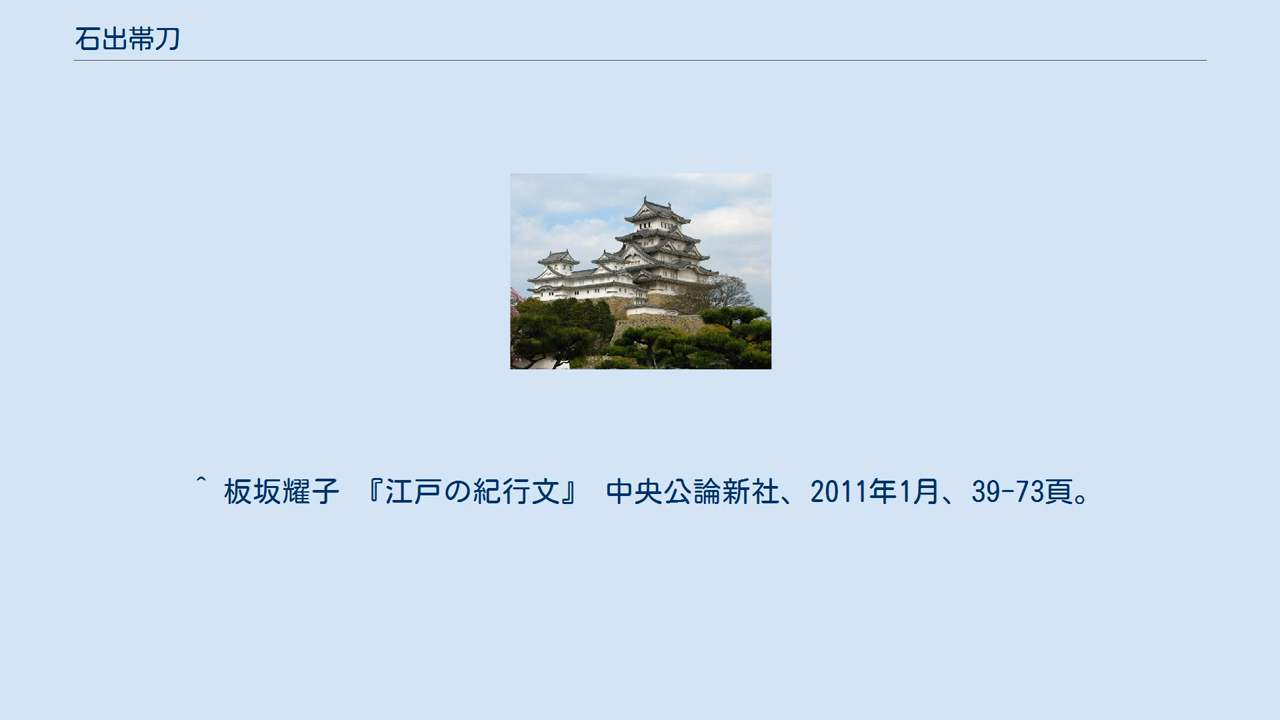 石出帯刀
^ 板坂耀子 『江戸の紀行文』 中央公論新社、2011年1月、39-73頁。